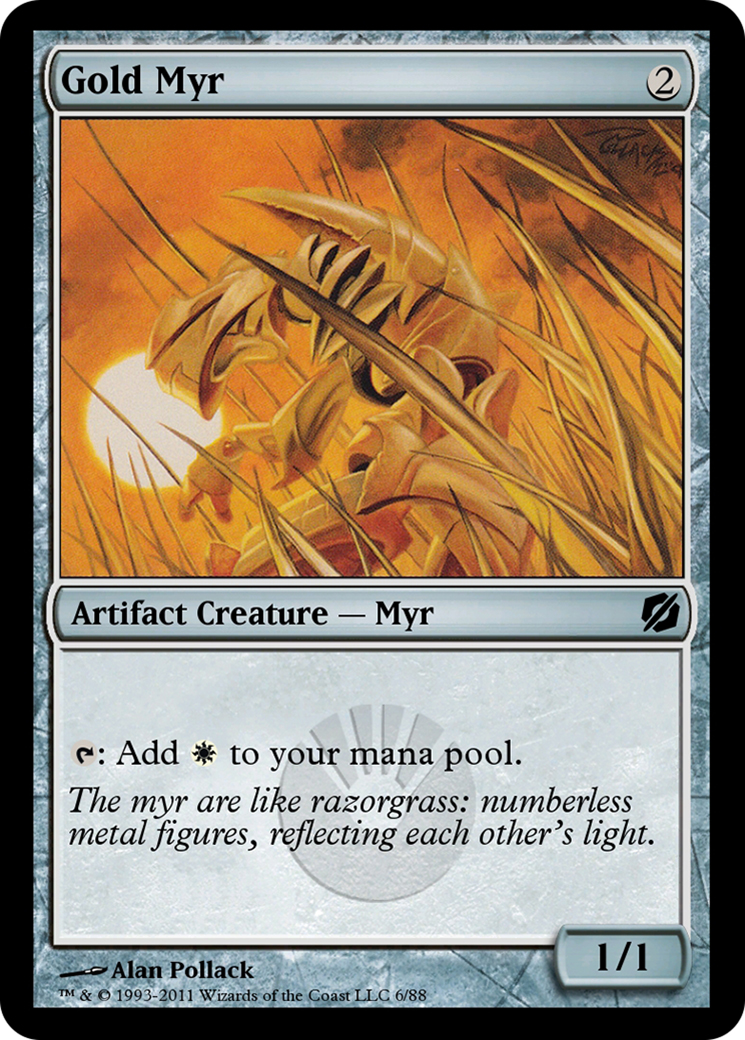 Gold Myr
2
Artifact Creature — Myr
: Add to your mana pool.
The myr are like razorgrass: numberless
metal figures, reflecting each other's light.
1/1
Alan Pollack
™ & © 1993-2011 Wizards of the Coast LLC 6/88